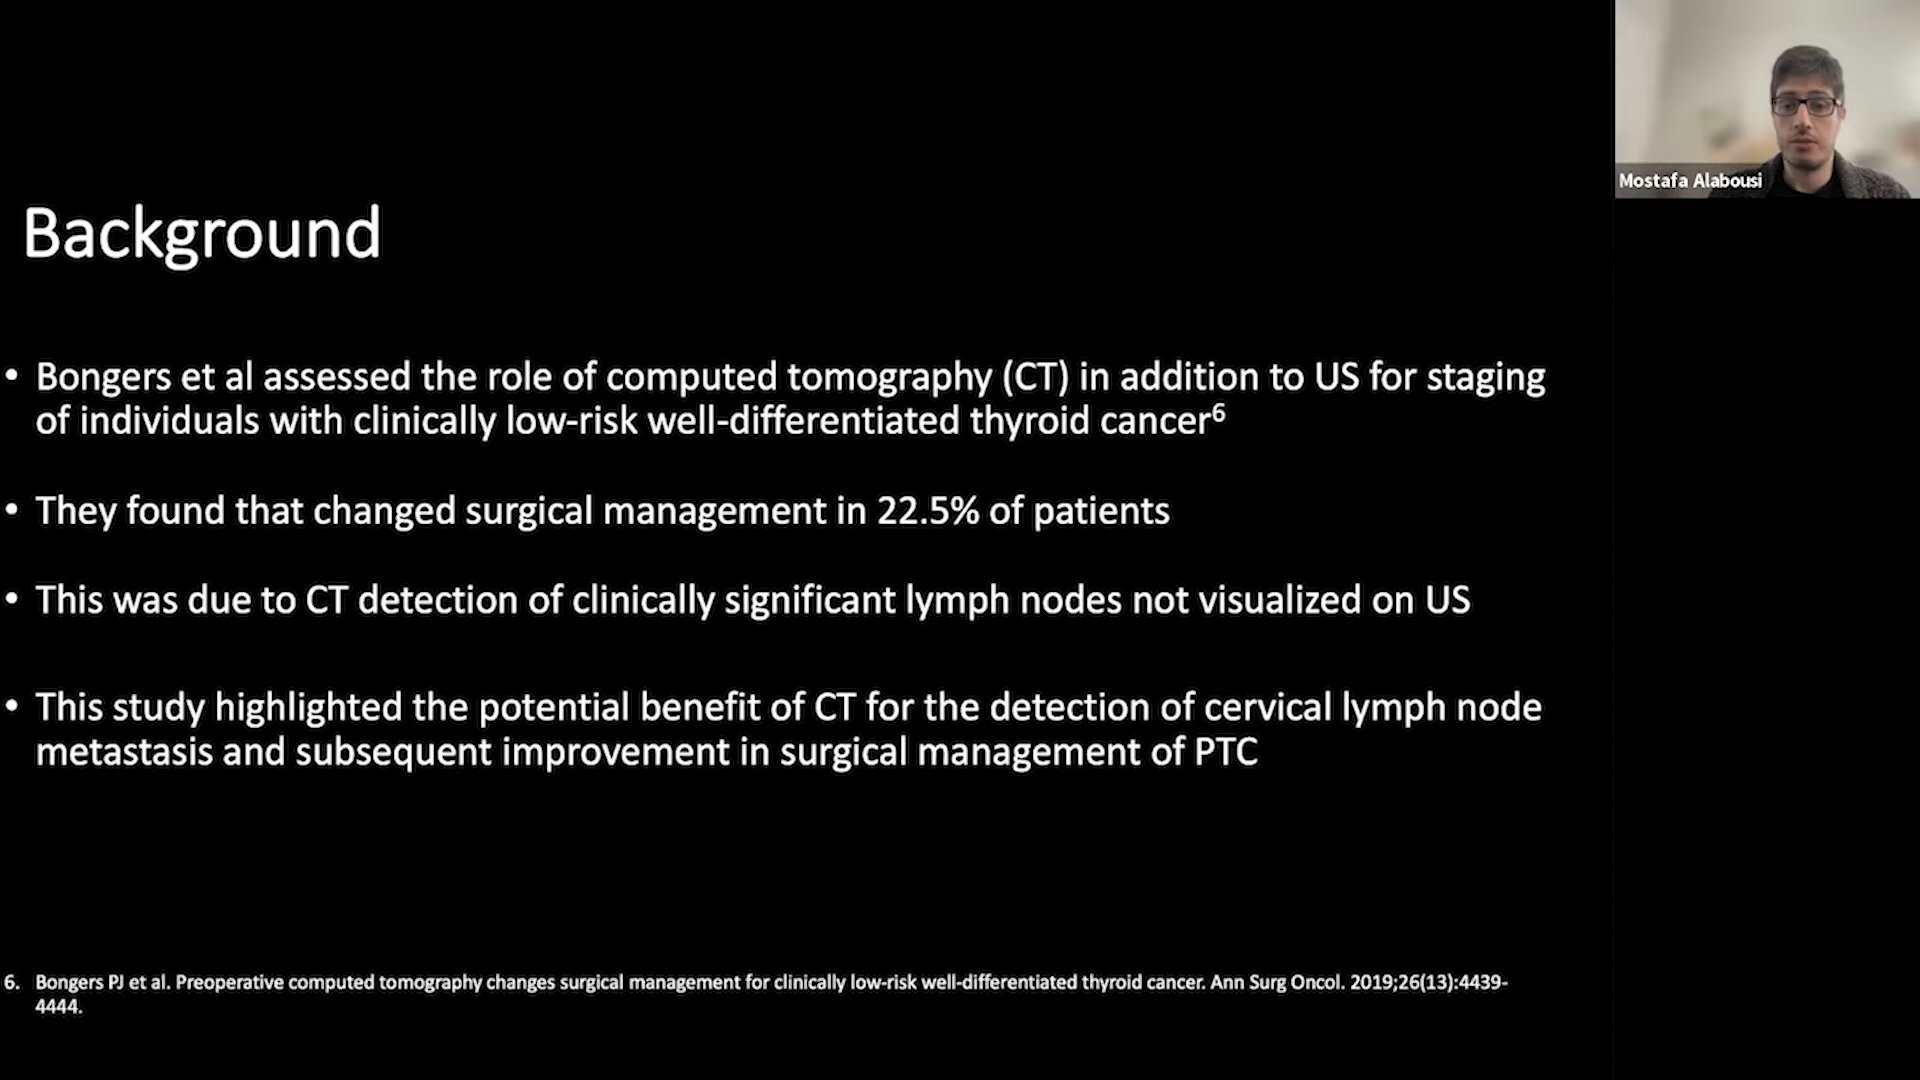 Mostafa Alabousi
Background
• Bongers et al assessed the role of computed tomography (CT) in addition to US for staging
of individuals with clinically low-risk well-differentiated thyroid cancer⁶
• They found that changed surgical management in 22.5% of patients
• This was due to CT detection of clinically significant lymph nodes not visualized on US
• This study highlighted the potential benefit of CT for the detection of cervical lymph node
metastasis and subsequent improvement in surgical management of PTC
6. Bongers PJ et al. Preoperative computed tomography changes surgical management for clinically low-risk well-differentiated thyroid cancer. Ann Surg Oncol. 2019;26(13):4439-
4444.